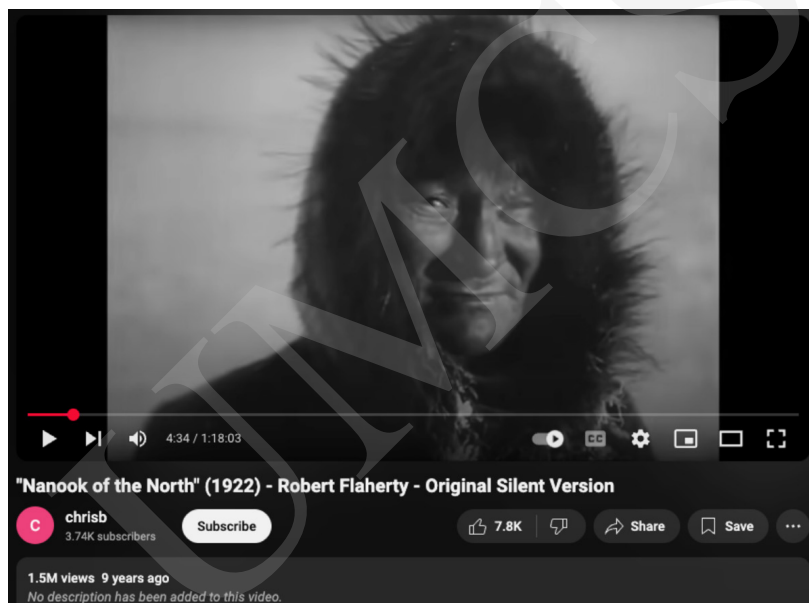 UMCS
CC
4:34 / 1:18:03
"Nanook of the North" (1922) - Robert Flaherty - Original Silent Version
C
chrisb
3.74K subscribers
Subscribe
7.8K
Share
Save
1.5M views 9 years ago
No description has been added to this video.